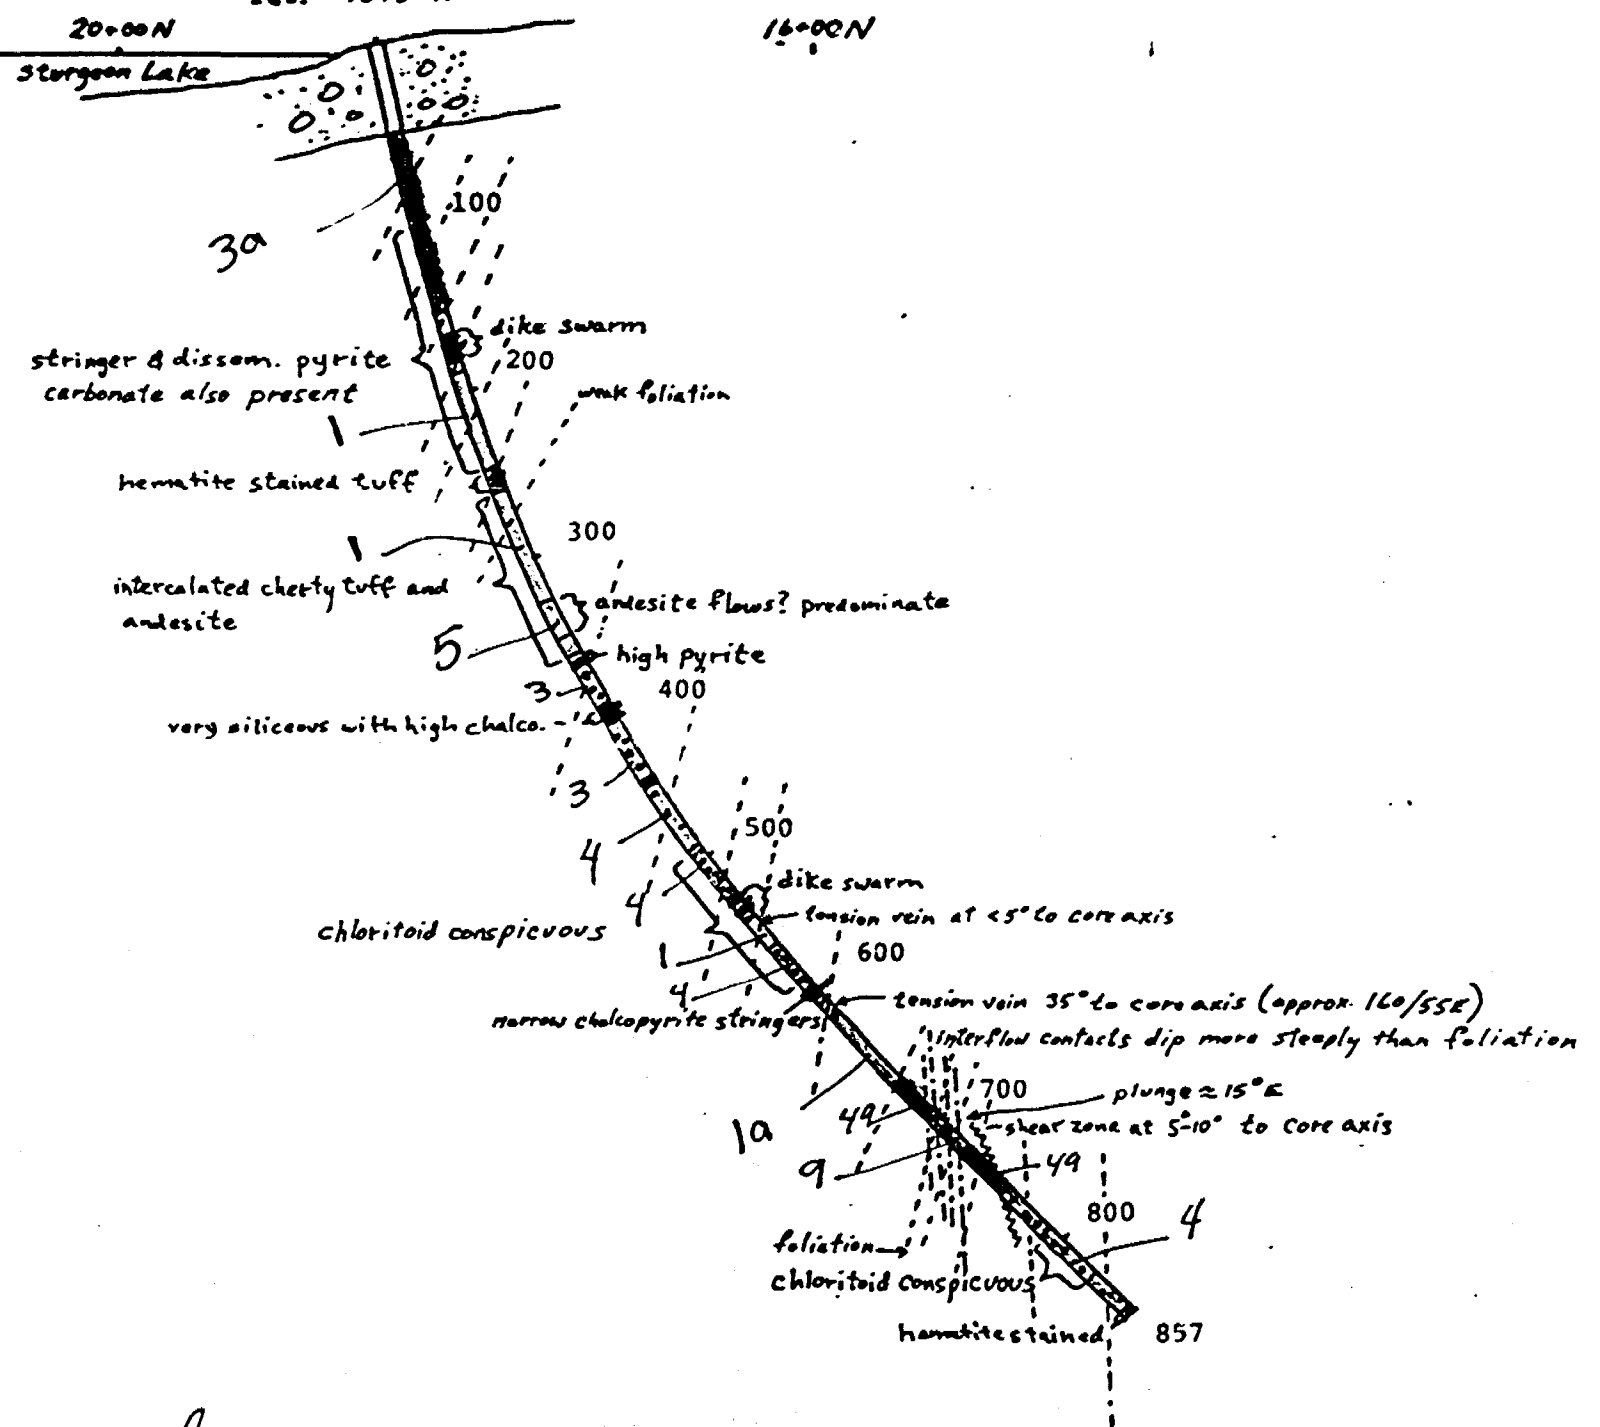 20+00N
16+00N
Sturgeon Lake
100
3a
dike swarm
stringer & dissem. pyrite
200
carbonate also present
weak foliation
1
hematite stained tuff
300
1
intercalated cherty tuff and
andesite
andesite flows? predominate
5
high pyrite
3
400
very siliceous with high chalco.
3
500
4
dike swarm
4
tension vein at <5° to core axis
chloritoid conspicuous
1
600
4
tension vein 35° to core axis (approx. 160/55E)
narrow chalcopyrite stringers
interflow contacts dip more steeply than foliation
700
plunge ≈ 15°E
49
shear zone at 5-10° to core axis
1a
9
49
800
4
foliation
chloritoid conspicuous
hematite stained
857